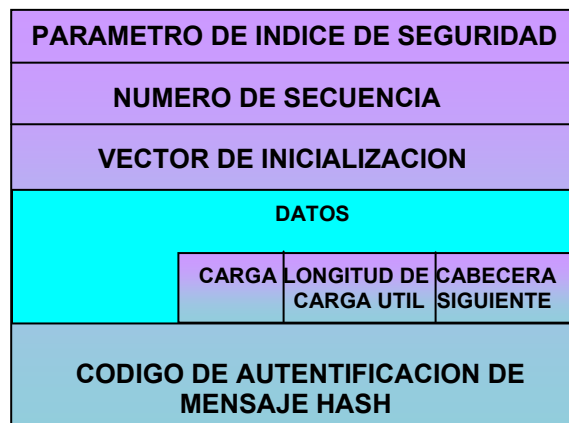 PARAMETRO DE INDICE DE SEGURIDAD
NUMERO DE SECUENCIA
VECTOR DE INICIALIZACION
DATOS
CARGA
LONGITUD DE
CARGA UTIL
CABECERA
SIGUIENTE
CODIGO DE AUTENTIFICACION DE
MENSAJE HASH